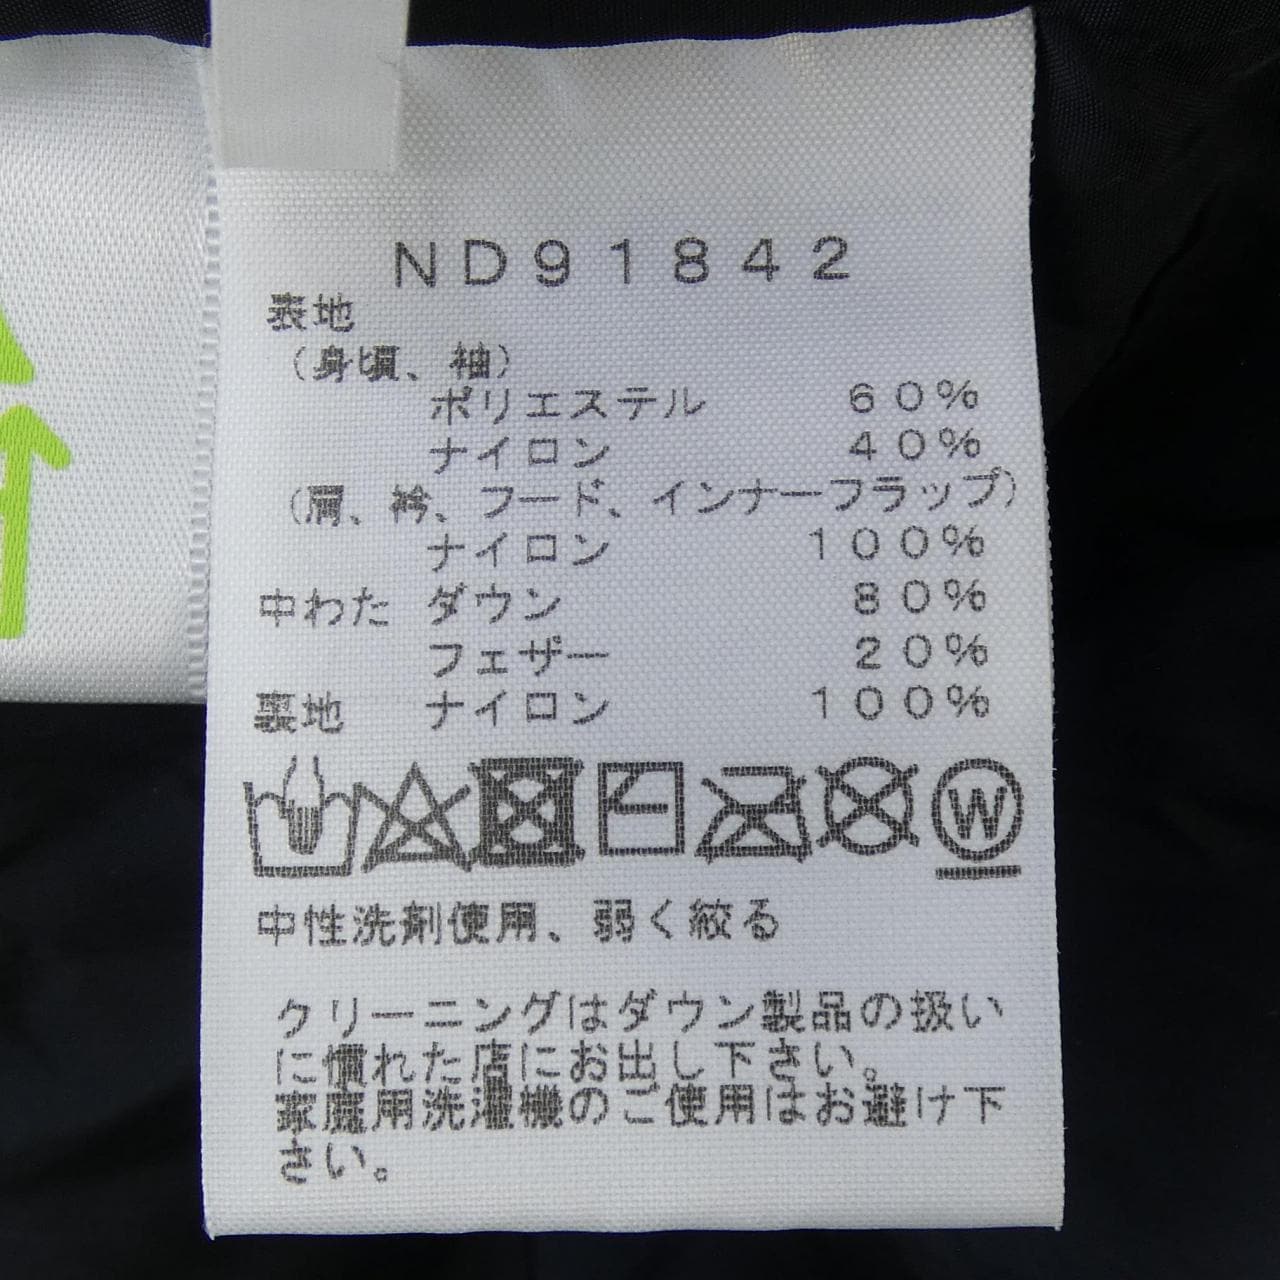 ND91842
表地
(身頃、袖)
ポリエステル 60%
ナイロン 40%
(肩、衿、フード、インナーフラップ)
ナイロン 100%
中わた ダウン 80%
フェザー 20%
裏地 ナイロン 100%
W
中性洗剤使用、弱く絞る
クリーニングはダウン製品の扱い
に慣れた店にお出し下さい。
家庭用洗濯機のご使用はお避け下
さい。